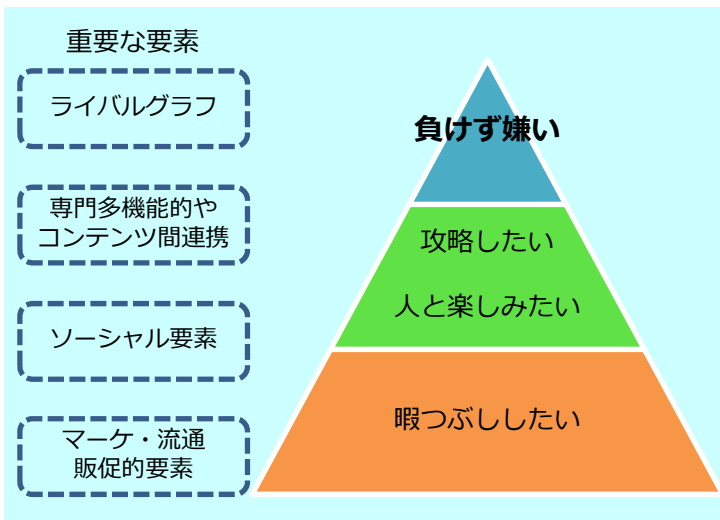 重要な要素
ライバルグラフ
負けず嫌い
専門多機能的や
コンテンツ間連携
攻略したい
人と楽しみたい
ソーシャル要素
暇つぶししたい
マーケ・流通
販促的要素